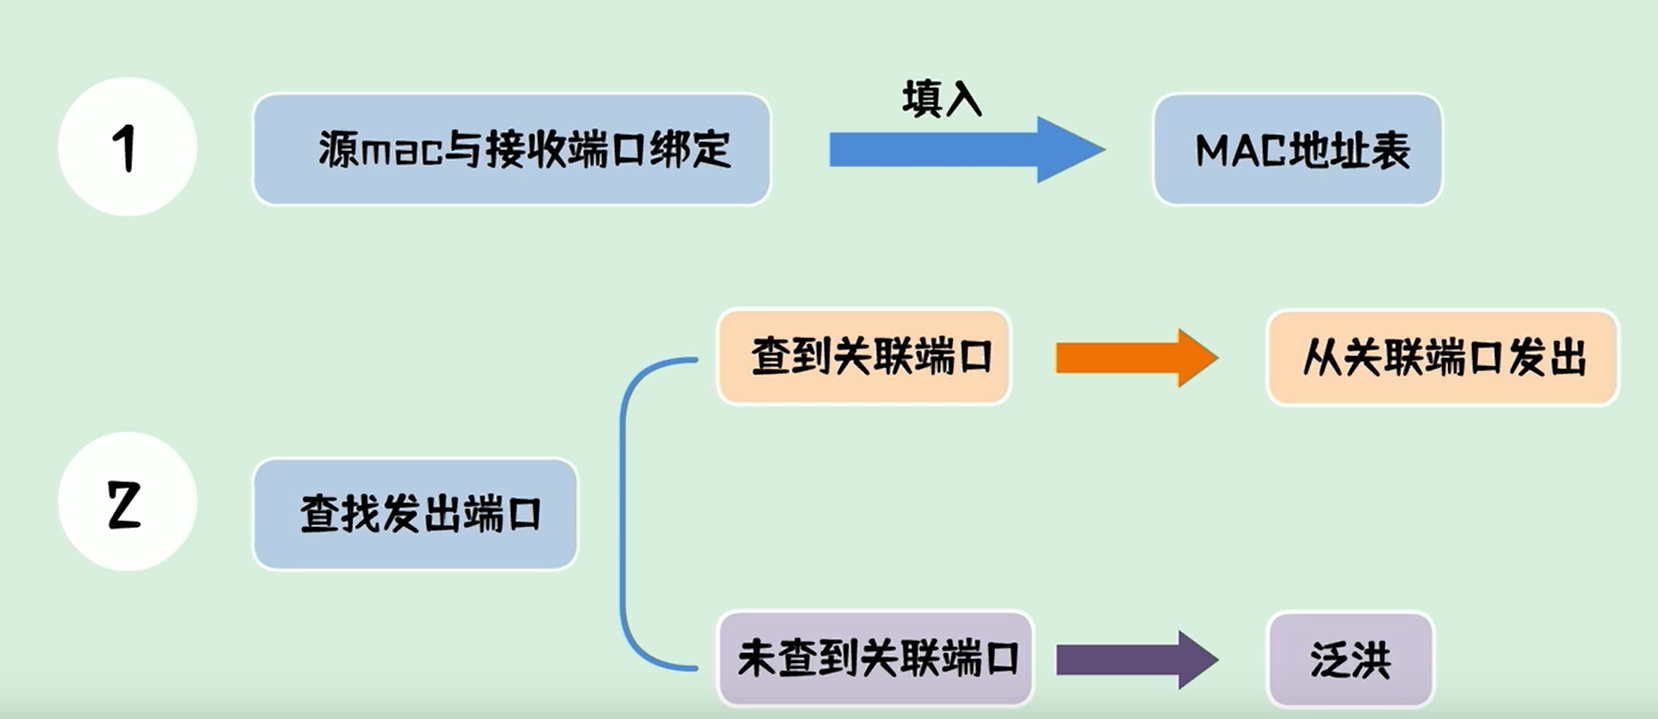 1
源mac与接收端口绑定
填入
MAC地址表
2
查找发出端口
查到关联端口
从关联端口发出
未查到关联端口
泛洪